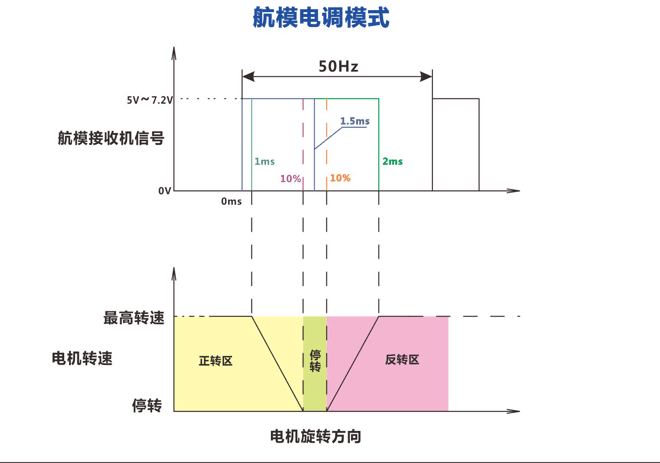 航模电调模式
50Hz
5V~7.2V
航模接收机信号
1.5ms
1ms
2ms
10%
10%
0V
0ms
最高转速
电机转速
正转区
停转
反转区
停转
电机旋转方向